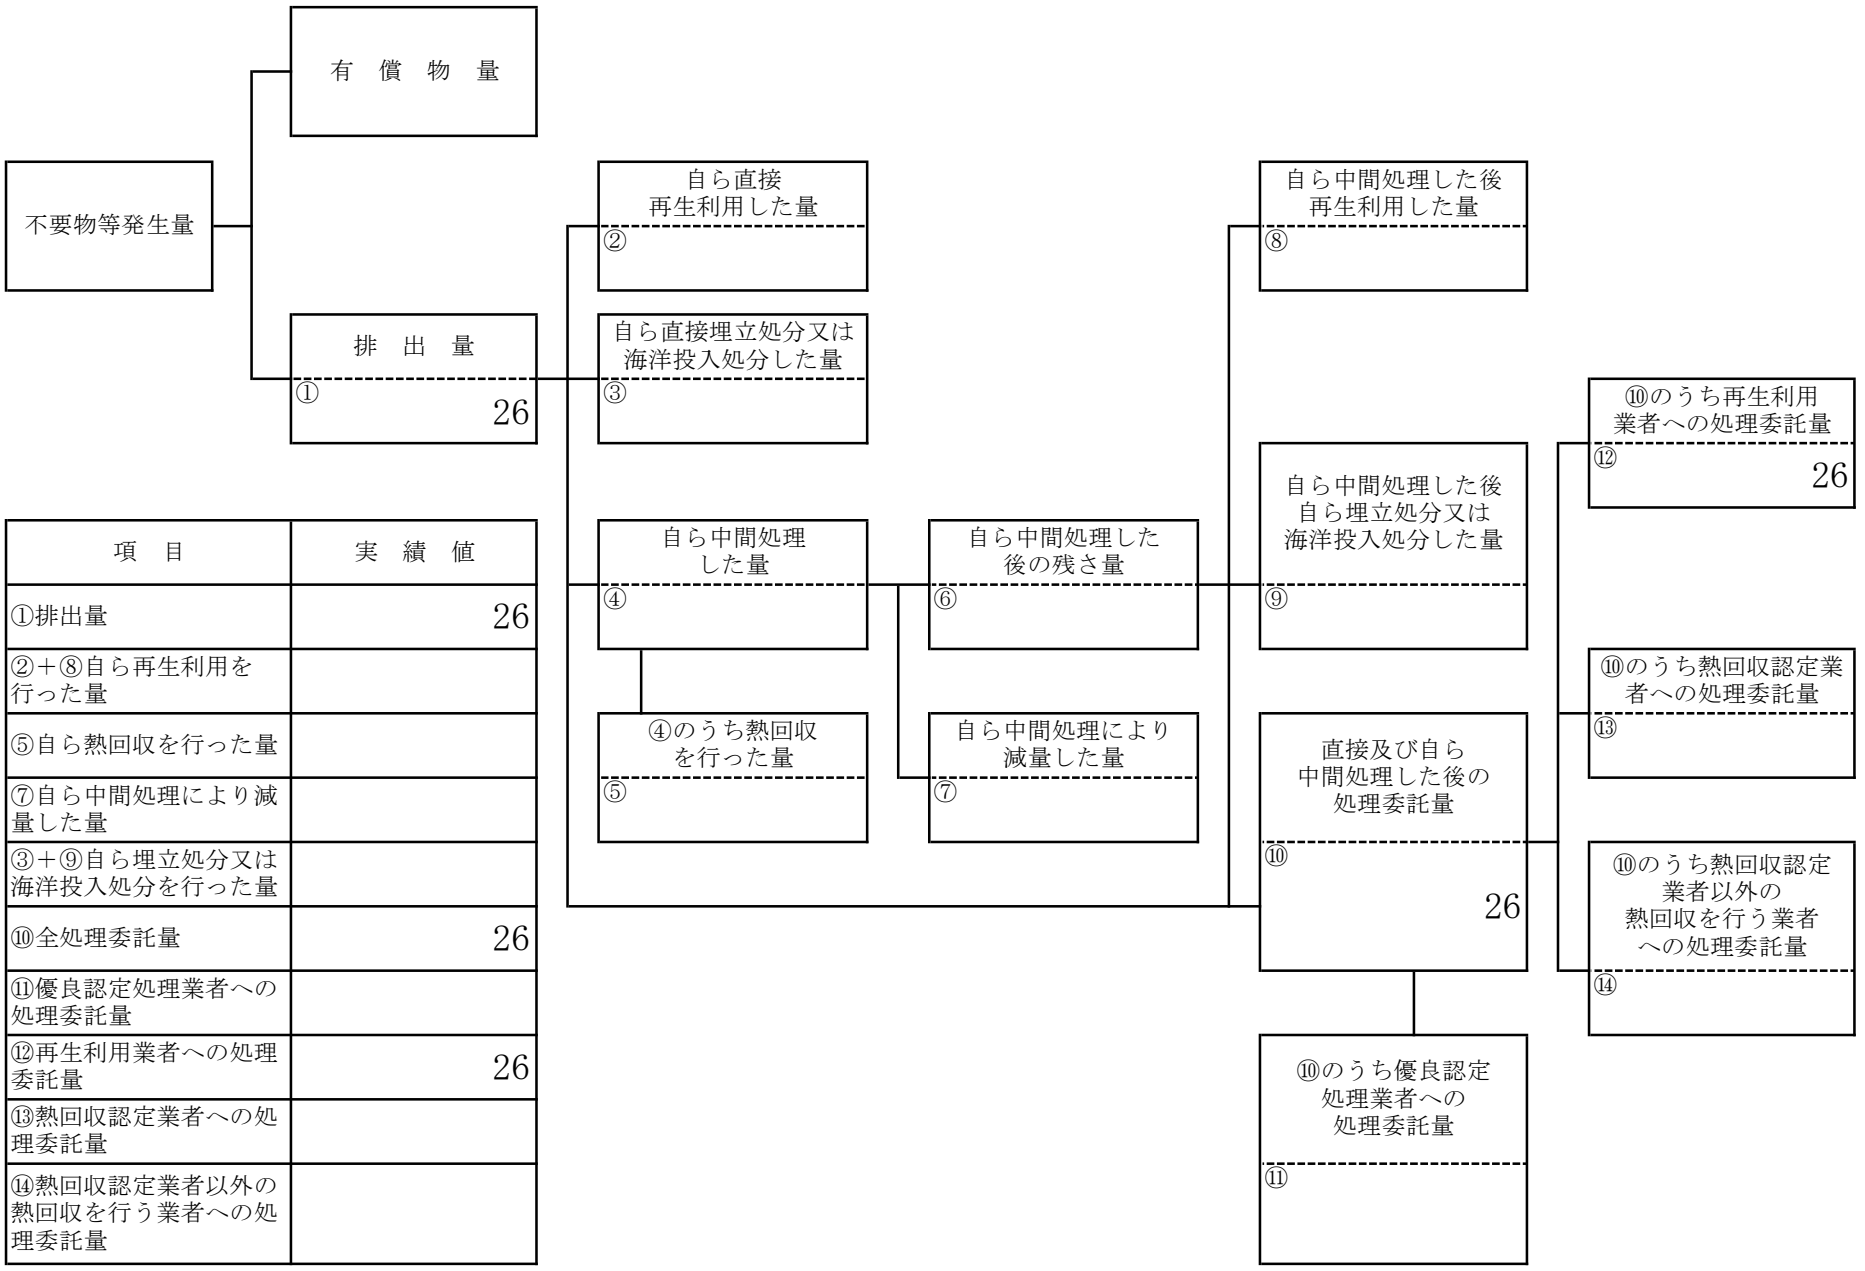 有 償 物 量
不要物等発生量
排 出 量
①
26
自ら直接
再生利用した量
②
自ら直接埋立処分又は
海洋投入処分した量
③
自ら中間処理
した量
④
④のうち熱回収
を行った量
⑤
自ら中間処理した
後の残さ量
⑥
自ら中間処理により
減量した量
⑦
自ら中間処理した後
再生利用した量
⑧
自ら中間処理した後
自ら埋立処分又は
海洋投入処分した量
⑨
直接及び自ら
中間処理した後の
処理委託量
⑩
26
⑩のうち優良認定
処理業者への
処理委託量
⑪
⑩のうち再生利用
業者への処理委託量
⑫
26
⑩のうち熱回収認定業
者への処理委託量
⑬
⑩のうち熱回収認定
業者以外の
熱回収を行う業者
への処理委託量
⑭
項 目 実 績 値
①排出量 26
②+⑧自ら再生利用を
行った量
⑤自ら熱回収を行った量
⑦自ら中間処理により減
量した量
③+⑨自ら埋立処分又は
海洋投入処分を行った量
⑩全処理委託量 26
⑪優良認定処理業者への
処理委託量
⑫再生利用業者への処理
委託量 26
⑬熱回収認定業者への処
理委託量
⑭熱回収認定業者以外の
熱回収を行う業者への処
理委託量